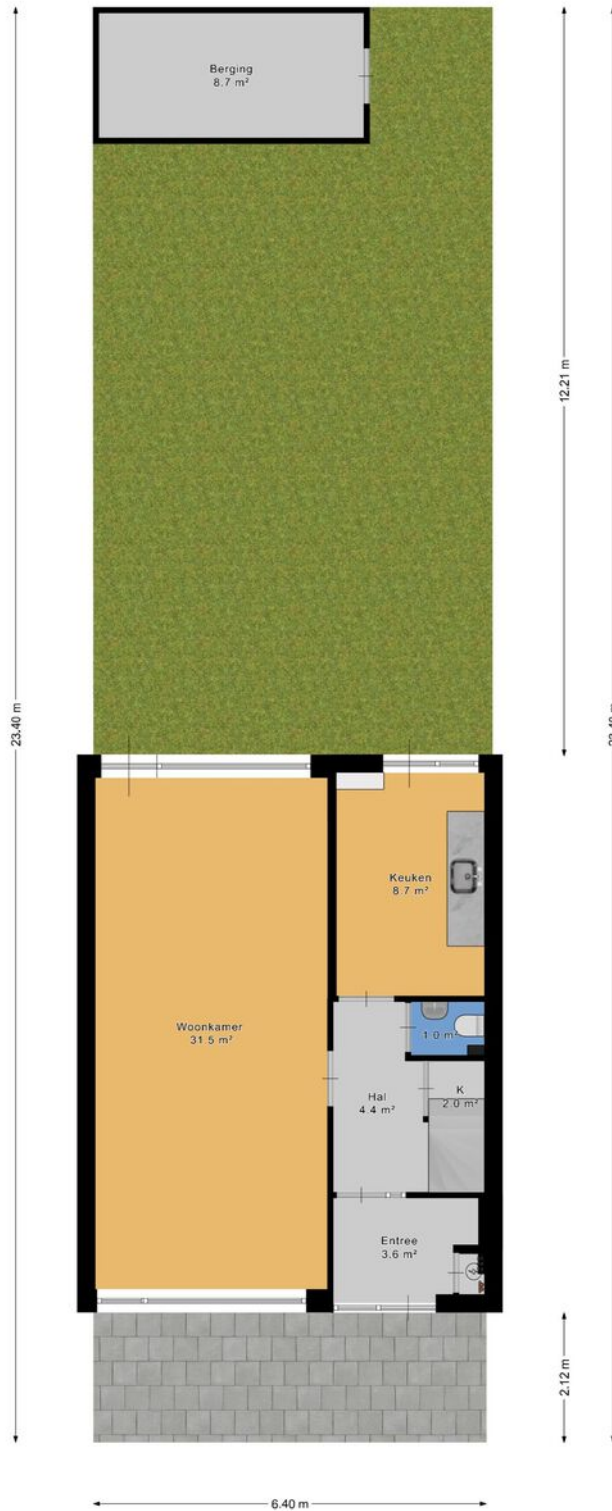 Berging
8.7 m²
12.21 m
23.40 m
Keuken
8.7 m²
Woonkamer
31.5 m²
1.0 m²
Hal
4.4 m²
K
2.0 m²
Entree
3.6 m²
2.12 m
6.40 m